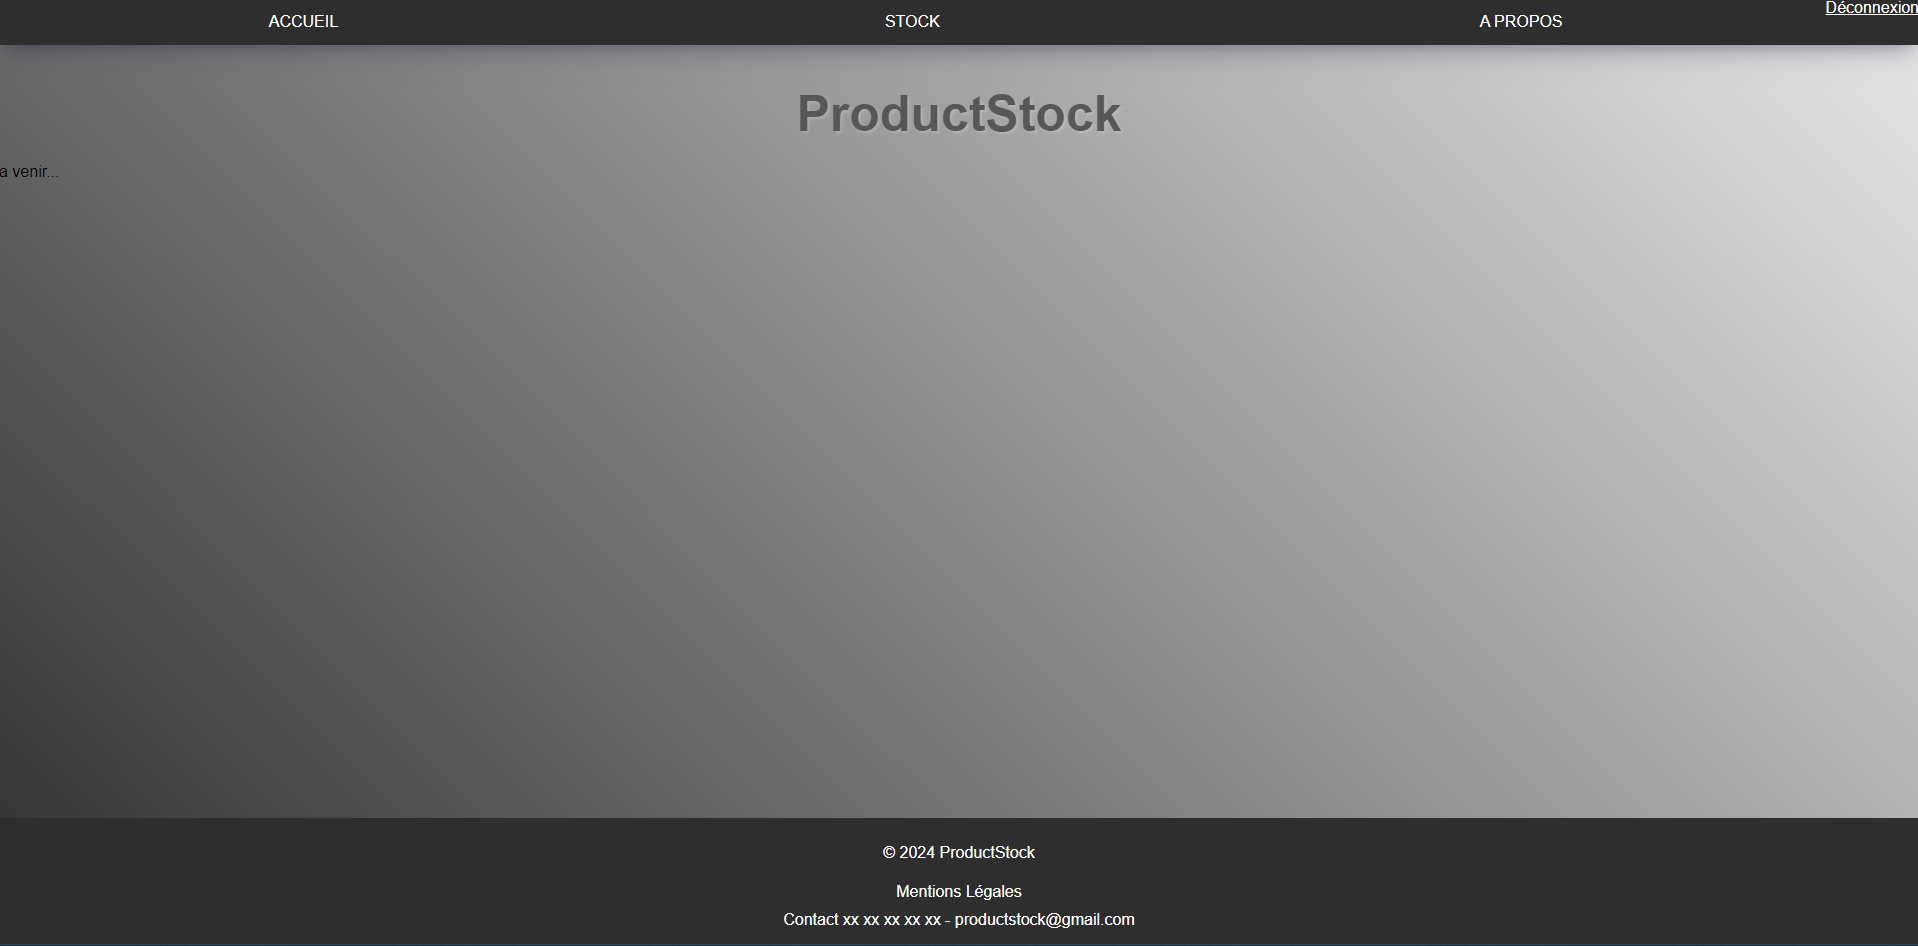 ACCUEIL STOCK A PROPOS Déconnexion
ProductStock
a venir...
© 2024 ProductStock
Mentions Légales
Contact xx xx xx xx xx - productstock@gmail.com